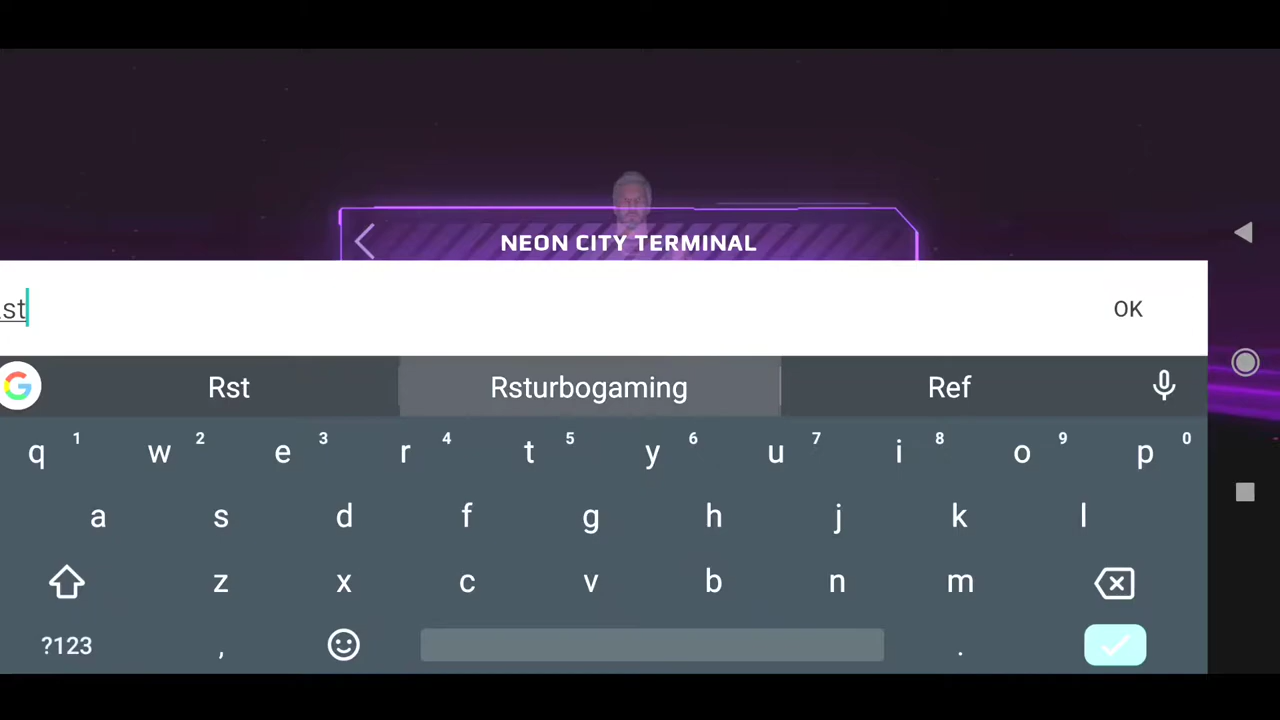 NEON CITY TERMINAL
st
OK
Rst Rsturbogaming Ref
1 2 3 4 5 6 7 8 9 0
q w e r t y u i o p
a s d f g h j k l
z x c v b n m
?123 , .